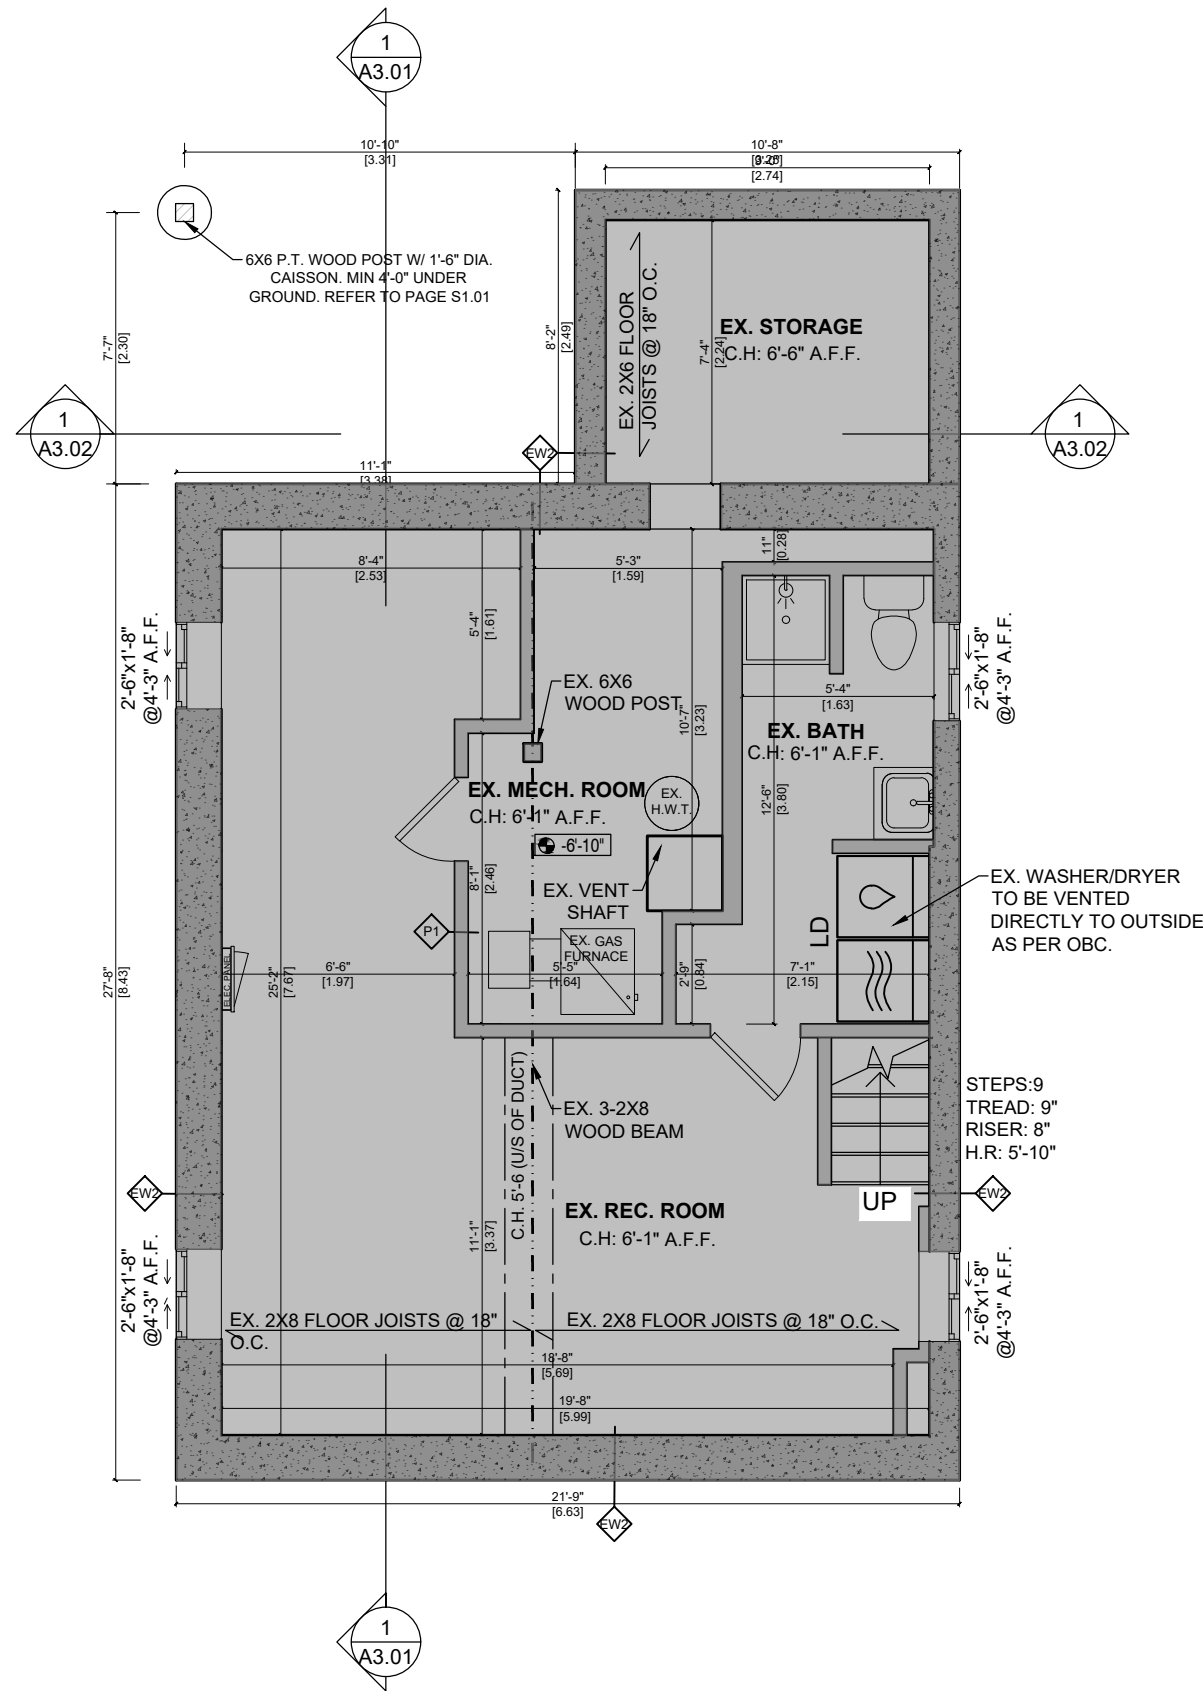 1
A3.01
10'-10"
[3.31]
10'-8"
[2.74]
6X6 P.T. WOOD POST W/ 1'-6" DIA.
CAISSON. MIN 4'-0" UNDER
GROUND. REFER TO PAGE S1.01
7'-7"
[2.30]
8'-2"
[2.49]
EX. 2X6 FLOOR
JOISTS @ 18" O.C.
7'-4"
[2.24]
EX. STORAGE
C.H: 6'-6" A.F.F.
1
A3.02
1
A3.02
EW2
11'-1"
[3.38]
8'-4"
[2.53]
5'-3"
[1.59]
11"
[0.28]
5'-4"
[1.61]
2'-6"x1'-8"
@4'-3" A.F.F.
2'-6"x1'-8"
@4'-3" A.F.F.
EX. 6X6
WOOD POST
10'-7"
[3.23]
5'-4"
[1.63]
EX. BATH
C.H: 6'-1" A.F.F.
EX. MECH. ROOM
C.H: 6'-1" A.F.F.
EX.
H.W.T.
12'-6"
[3.80]
-6'-10"
8'-1"
[2.46]
EX. VENT
SHAFT
EX. WASHER/DRYER
TO BE VENTED
DIRECTLY TO OUTSIDE
AS PER OBC.
LD
P1
EX. GAS
FURNACE
ELEC. PANEL
27'-8"
[8.43]
6'-6"
[1.97]
25'-2"
[7.67]
5'-5"
[1.64]
2'-9"
[0.84]
7'-1"
[2.15]
C.H. 5'-6 (U/S OF DUCT)
EX. 3-2X8
WOOD BEAM
STEPS:9
TREAD: 9"
RISER: 8"
H.R: 5'-10"
EW2
UP
EW2
EX. REC. ROOM
C.H: 6'-1" A.F.F.
11'-1"
[3.37]
2'-6"x1'-8"
@4'-3" A.F.F.
2'-6"x1'-8"
@4'-3" A.F.F.
EX. 2X8 FLOOR JOISTS @ 18"
O.C.
EX. 2X8 FLOOR JOISTS @ 18" O.C.
18'-8"
[5.69]
19'-8"
[5.99]
21'-9"
[6.63]
EW2
1
A3.01